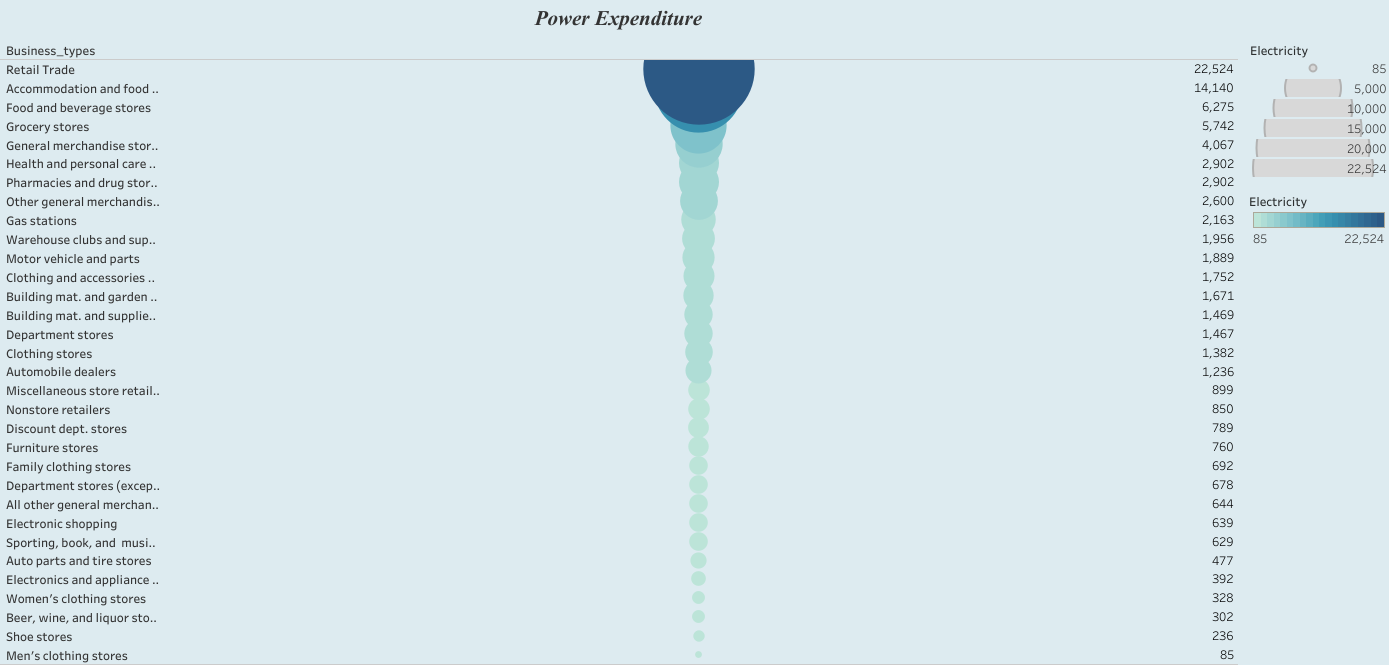 Power Expenditure
Business_types
Retail Trade 22,524
Accommodation and food .. 14,140
Food and beverage stores 6,275
Grocery stores 5,742
General merchandise stor.. 4,067
Health and personal care .. 2,902
Pharmacies and drug stor.. 2,902
Other general merchandis.. 2,600
Gas stations 2,163
Warehouse clubs and sup.. 1,956
Motor vehicle and parts 1,889
Clothing and accessories .. 1,752
Building mat. and garden .. 1,671
Building mat. and supplie.. 1,469
Department stores 1,467
Clothing stores 1,382
Automobile dealers 1,236
Miscellaneous store retail.. 899
Nonstore retailers 850
Discount dept. stores 789
Furniture stores 760
Family clothing stores 692
Department stores (excep.. 678
All other general merchan.. 644
Electronic shopping 639
Sporting, book, and  musi.. 629
Auto parts and tire stores 477
Electronics and appliance .. 392
Women’s clothing stores 328
Beer, wine, and liquor sto.. 302
Shoe stores 236
Men’s clothing stores 85
Electricity
85
5,000
10,000
15,000
20,000
22,524
Electricity
85 22,524